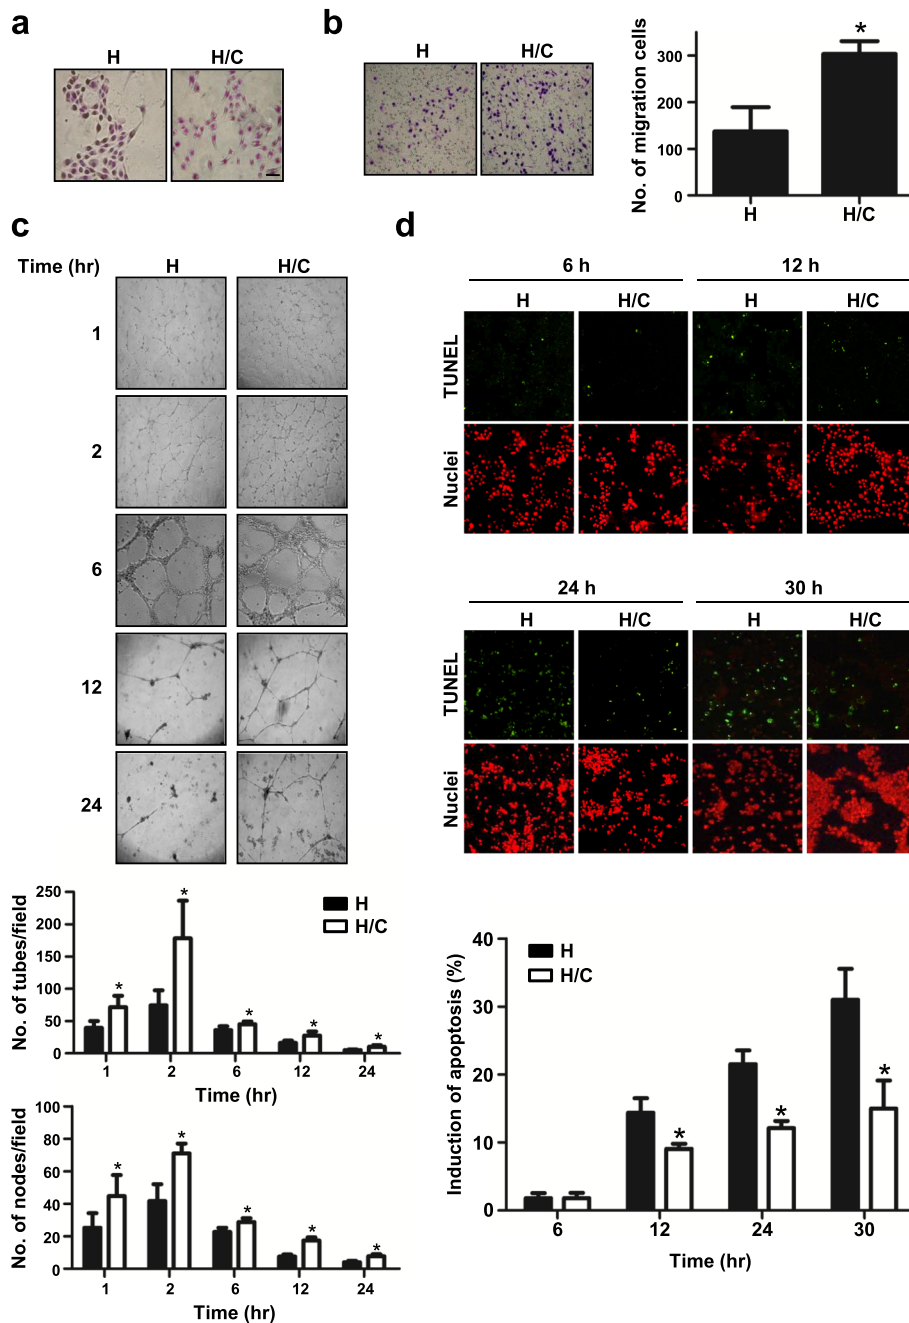 a
H H/C
b
H H/C
No. of migration cells
300
200
100
0
*
H H/C
c
Time (hr) H H/C
1
2
6
12
24
No. of tubes/field
250
200
150
100
50
0
* * * * *
H
H/C
1 2 6 12 24
Time (hr)
No. of nodes/field
100
80
60
40
20
0
* * * * *
1 2 6 12 24
Time (hr)
d
6 h 12 h
H H/C H H/C
TUNEL
Nuclei
24 h 30 h
H H/C H H/C
TUNEL
Nuclei
Induction of apoptosis (%)
40
30
20
10
0
H
H/C
* * *
6 12 24 30
Time (hr)